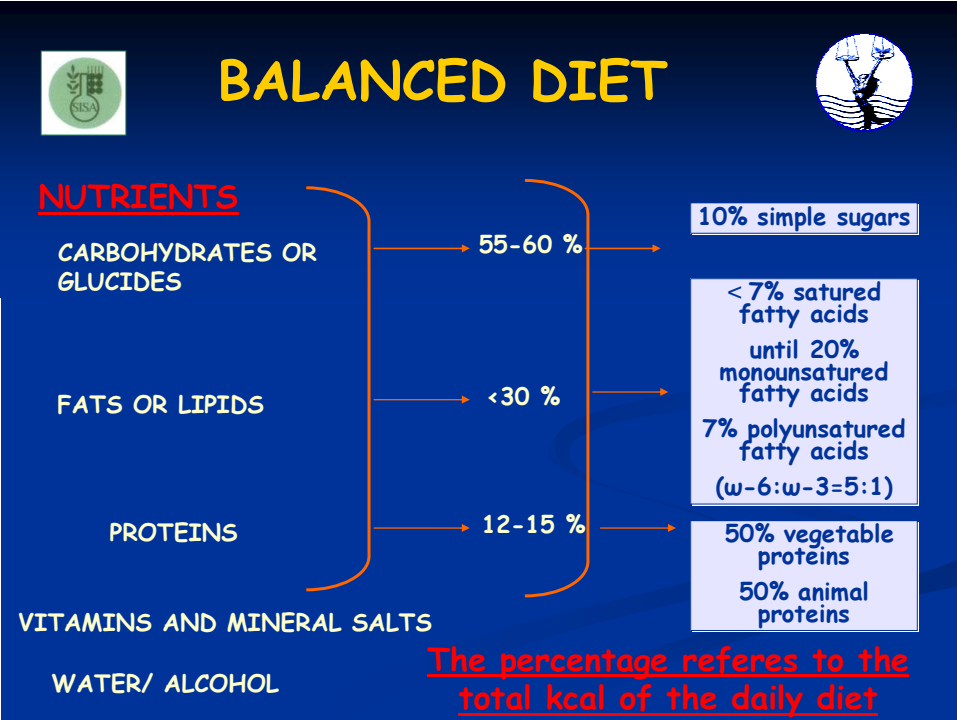 BALANCED DIET
SISA
NUTRIENTS
CARBOHYDRATES OR
GLUCIDES
55-60 %
10% simple sugars
FATS OR LIPIDS
<30 %
< 7% satured
fatty acids
until 20%
monounsatured
fatty acids
7% polyunsatured
fatty acids
(ω-6:ω-3=5:1)
PROTEINS
12-15 %
50% vegetable
proteins
50% animal
proteins
VITAMINS AND MINERAL SALTS
WATER/ ALCOHOL
The percentage referes to the
total kcal of the daily diet